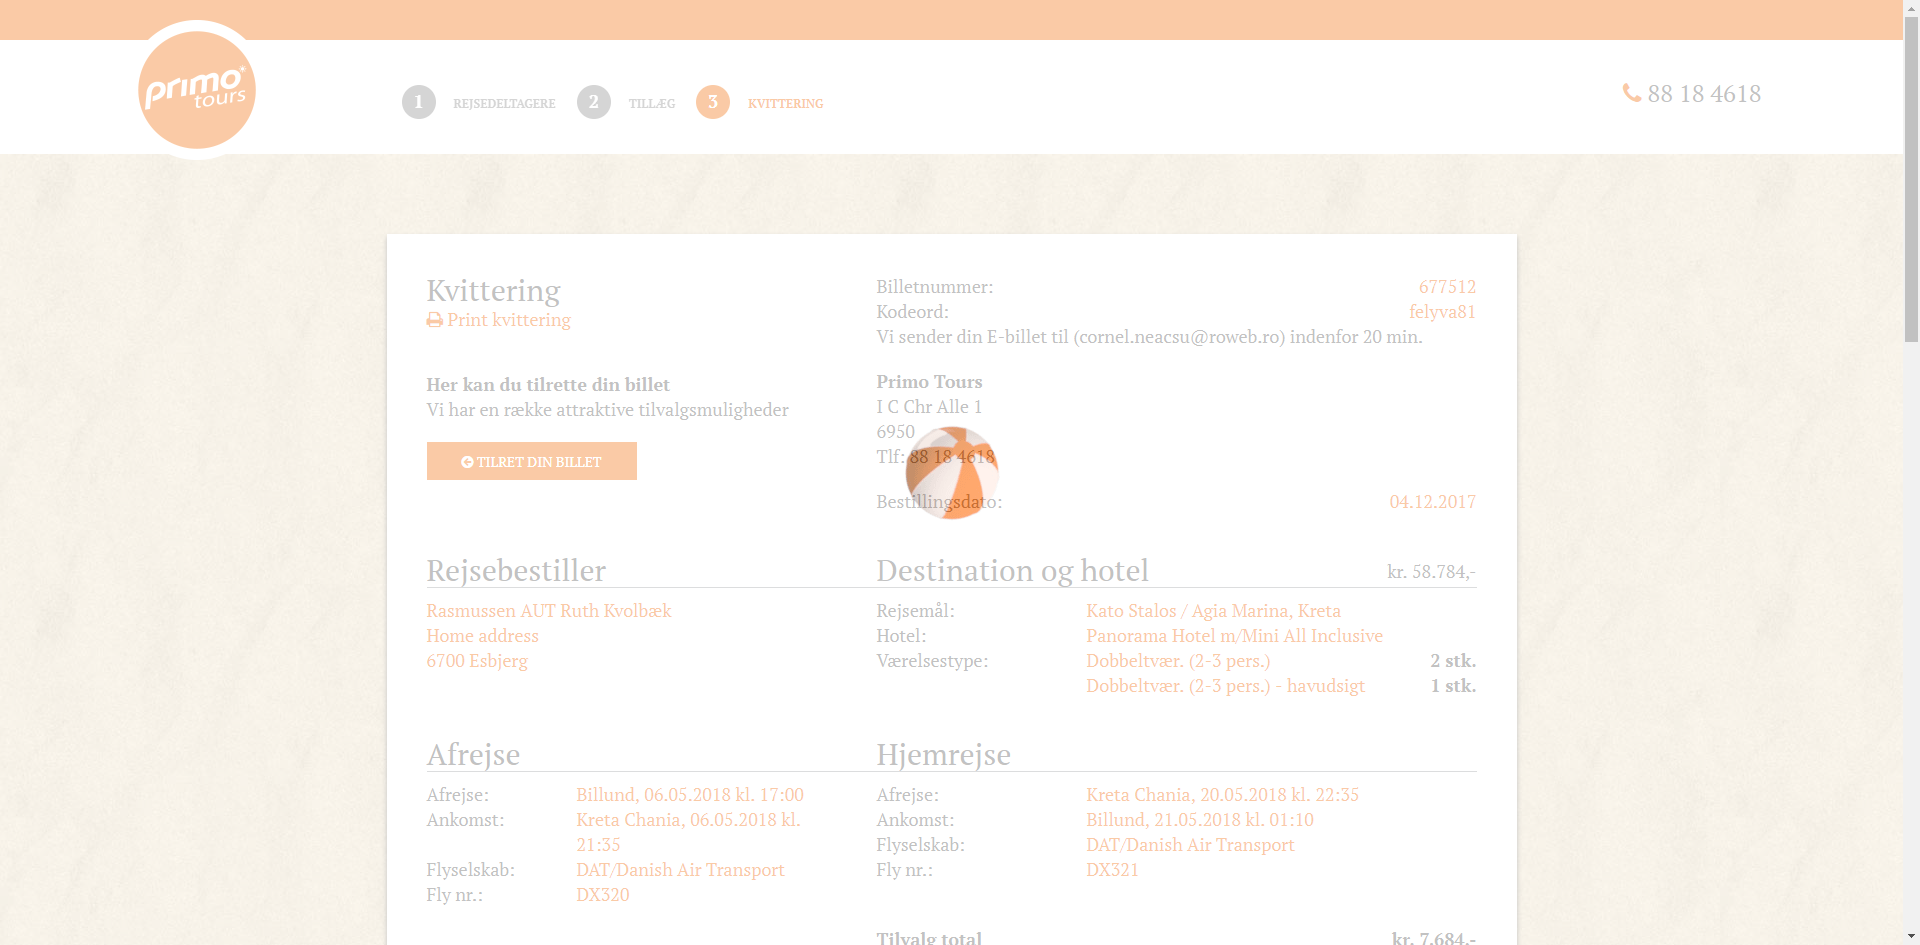 primo
tours
1 REJSEDELTAGERE 2 TILLÆG 3 KVITTERING
88 18 4618
Kvittering
Print kvittering
Her kan du tilrette din billet
Vi har en række attraktive tilvalgsmuligheder
TILRET DIN BILLET
Billetnummer: 677512
Kodeord: felyva81
Vi sender din E-billet til (cornel.neacsu@roweb.ro) indenfor 20 min.
Primo Tours
I C Chr Alle 1
6950
Tlf: 88 18 4618
Bestillingsdato: 04.12.2017
Rejsebestiller
Rasmussen AUT Ruth Kvolbæk
Home address
6700 Esbjerg
Destination og hotel kr. 58.784,-
Rejsemål: Kato Stalos / Agia Marina, Kreta
Hotel: Panorama Hotel m/Mini All Inclusive
Værelsestype: Dobbeltvær. (2-3 pers.) 2 stk.
Dobbeltvær. (2-3 pers.) - havudsigt 1 stk.
Afrejse
Afrejse: Billund, 06.05.2018 kl. 17:00
Ankomst: Kreta Chania, 06.05.2018 kl.
21:35
Flyselskab: DAT/Danish Air Transport
Fly nr.: DX320
Hjemrejse
Afrejse: Kreta Chania, 20.05.2018 kl. 22:35
Ankomst: Billund, 21.05.2018 kl. 01:10
Flyselskab: DAT/Danish Air Transport
Fly nr.: DX321
Tilvalg total kr. 7.684,-